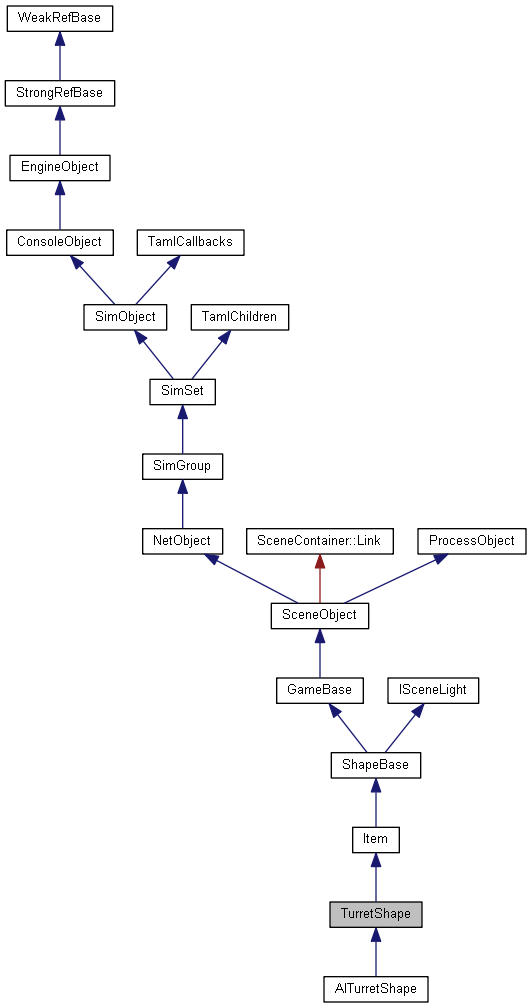 WeakRefBase
StrongRefBase
EngineObject
ConsoleObject
TamlCallbacks
SimObject
TamlChildren
SimSet
SimGroup
NetObject
SceneContainer::Link
ProcessObject
SceneObject
GameBase
ISceneLight
ShapeBase
Item
TurretShape
AITurretShape